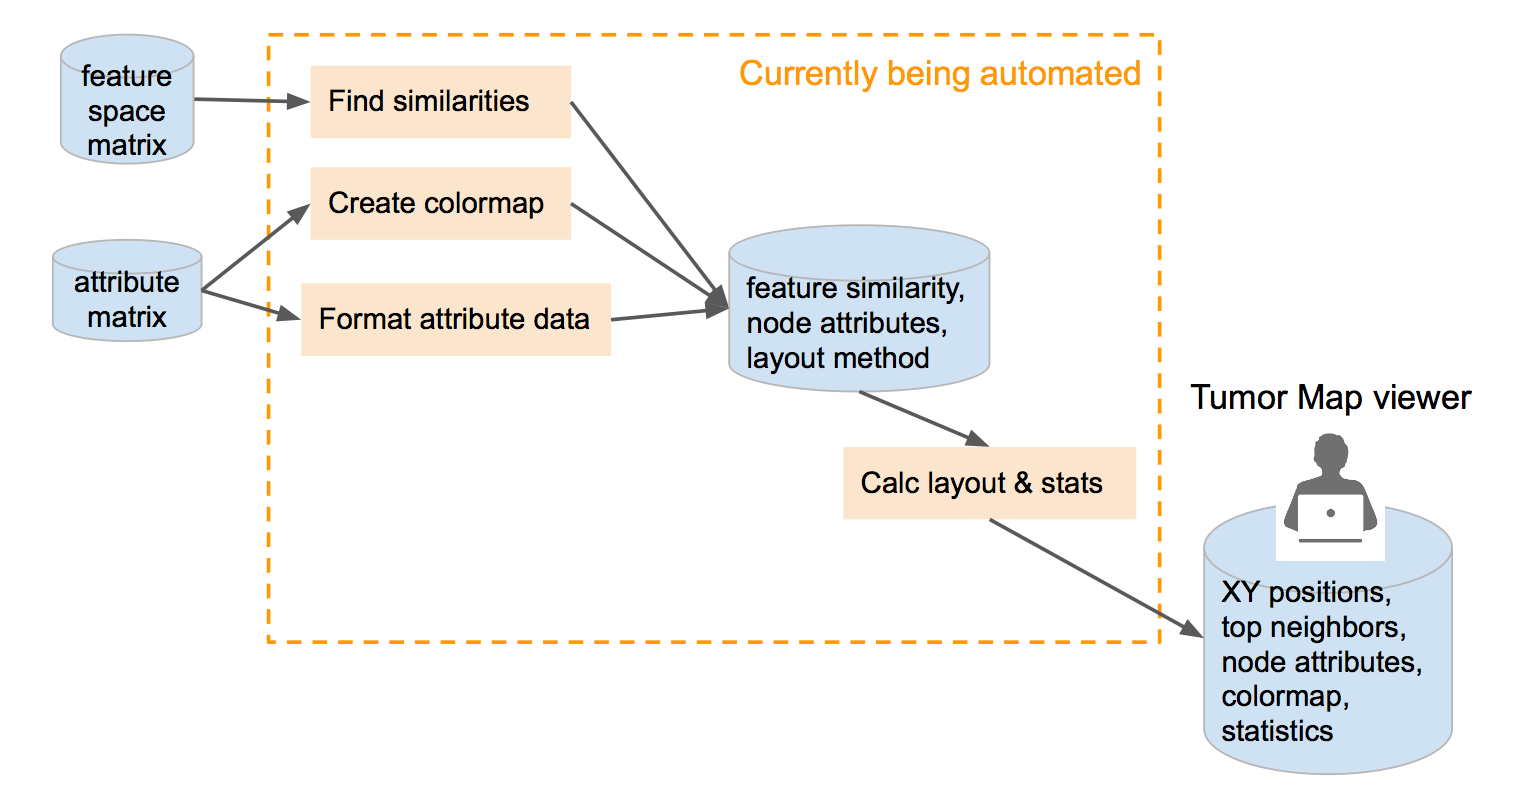 Currently being automated
feature
space
matrix
Find similarities
Create colormap
attribute
matrix
Format attribute data
feature similarity,
node attributes,
layout method
Calc layout & stats
Tumor Map viewer
XY positions,
top neighbors,
node attributes,
colormap,
statistics